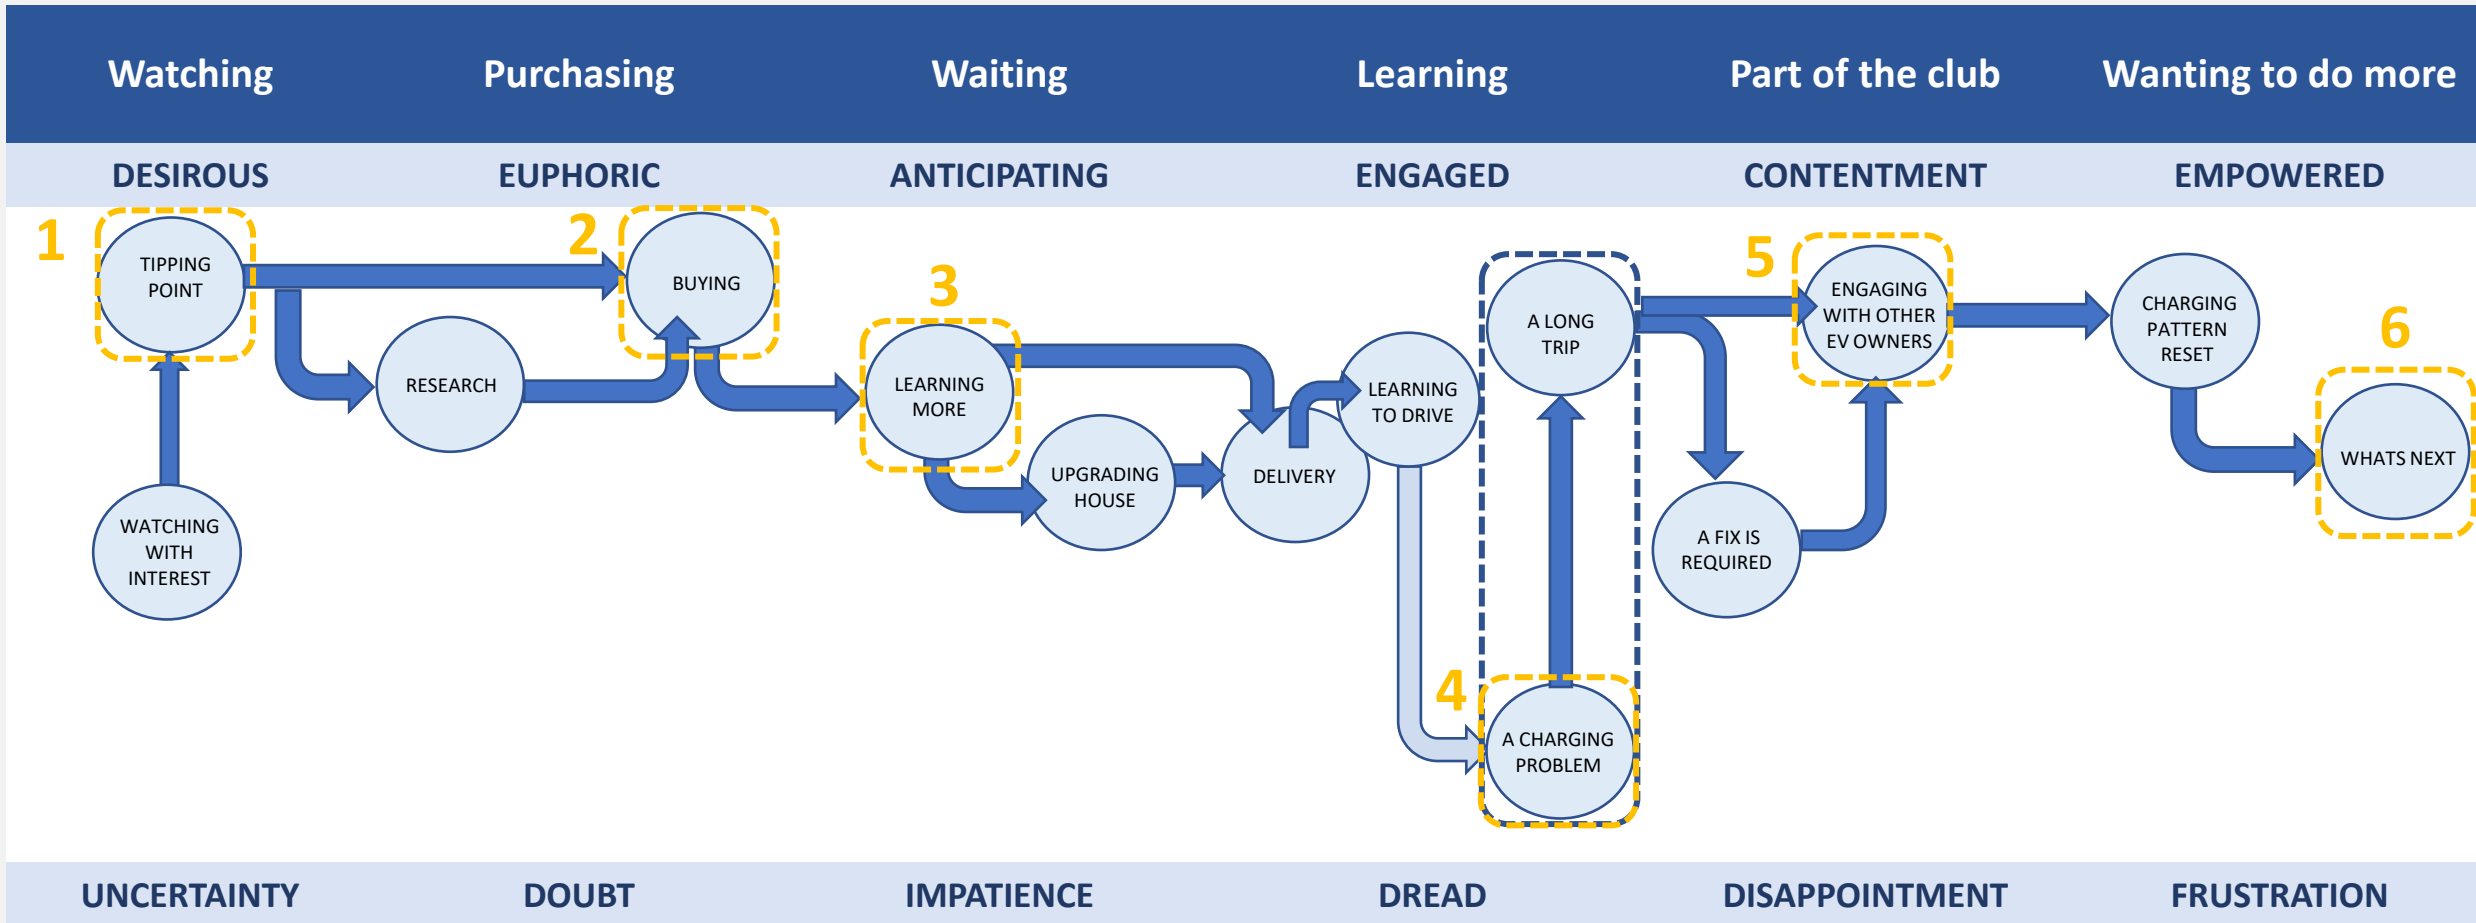 Watching
Purchasing
Waiting
Learning
Part of the club
Wanting to do more
DESIROUS
EUPHORIC
ANTICIPATING
ENGAGED
CONTENTMENT
EMPOWERED
1
TIPPING
POINT
WATCHING
WITH
INTEREST
RESEARCH
2
BUYING
3
LEARNING
MORE
UPGRADING
HOUSE
DELIVERY
LEARNING
TO DRIVE
A LONG
TRIP
4
A CHARGING
PROBLEM
A FIX IS
REQUIRED
5
ENGAGING
WITH OTHER
EV OWNERS
CHARGING
PATTERN
RESET
6
WHATS NEXT
UNCERTAINTY
DOUBT
IMPATIENCE
DREAD
DISAPPOINTMENT
FRUSTRATION